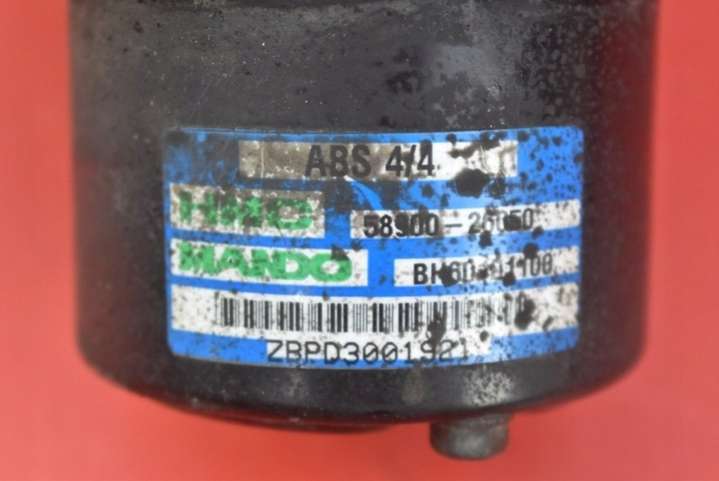 ABS 4/4
HMC
58900-26050
MANDO
ZBPD3001921